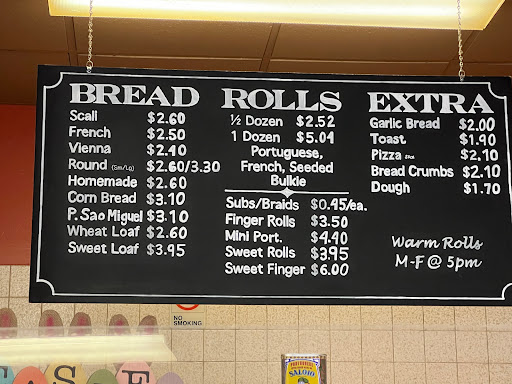 BREAD
Scali $2.60
French $2.50
Vienna $2.40
Round (Sm/Lg) $2.60/3.30
Homemade $2.60
Corn Bread $3.10
P. Sao Miguel $3.10
Wheat Loaf $2.60
Sweet Loaf $3.95
ROLLS
½ Dozen $2.52
1 Dozen $5.04
Portuguese,
French, Seeded
Bulkie
Subs/Braids $0.45/ea.
Finger Rolls $3.50
Mini Port. $4.40
Sweet Rolls $3.95
Sweet Finger $6.00
EXTRA
Garlic Bread $2.00
Toast $1.90
Pizza $2.10
Bread Crumbs $2.10
Dough $1.70
Warm Rolls
M-F @ 5pm
NO
SMOKING
SALOIO